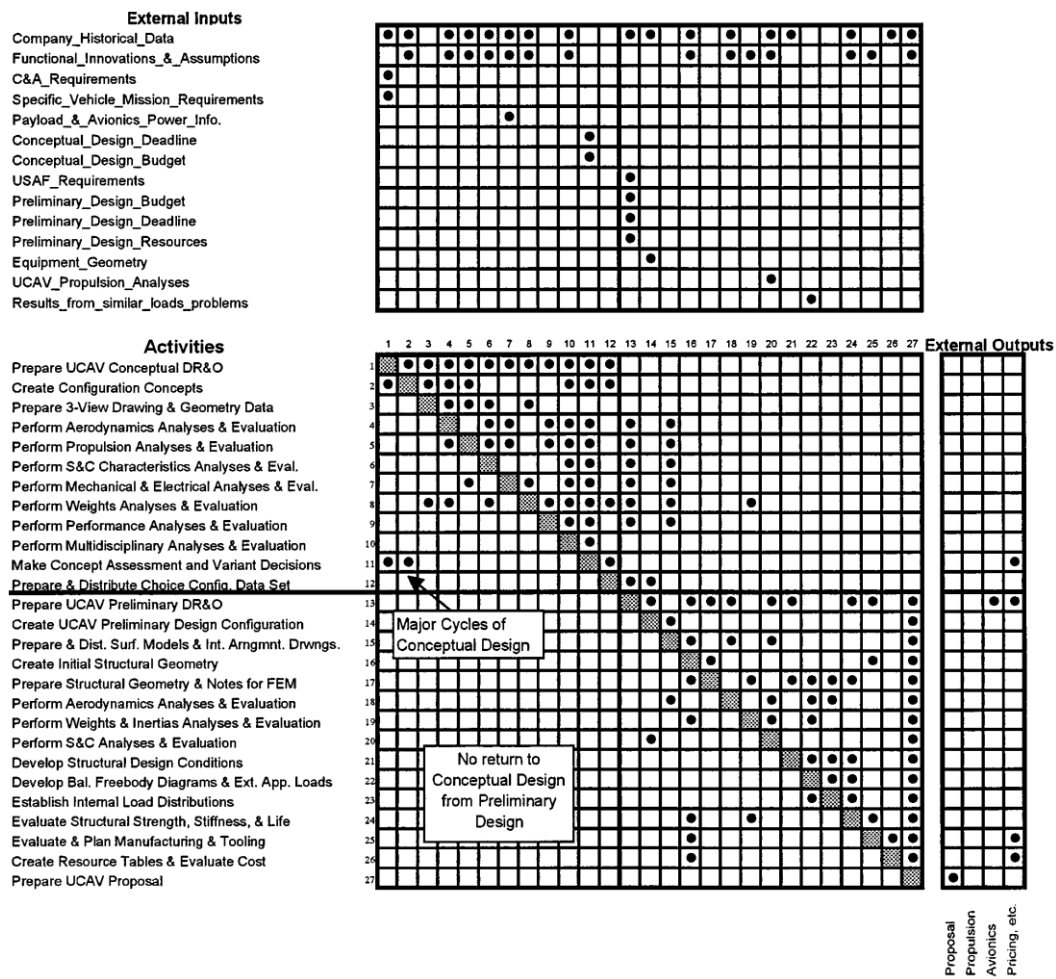 External Inputs
Company_Historical_Data
Functional_Innovations_&_Assumptions
C&A_Requirements
Specific_Vehicle_Mission_Requirements
Payload_&_Avionics_Power_Info.
Conceptual_Design_Deadline
Conceptual_Design_Budget
USAF_Requirements
Preliminary_Design_Budget
Preliminary_Design_Deadline
Preliminary_Design_Resources
Equipment_Geometry
UCAV_Propulsion_Analyses
Results_from_similar_loads_problems
Activities
1 2 3 4 5 6 7 8 9 10 11 12 13 14 15 16 17 18 19 20 21 22 23 24 25 26 27
External Outputs
Prepare UCAV Conceptual DR&O 1
Create Configuration Concepts 2
Prepare 3-View Drawing & Geometry Data 3
Perform Aerodynamics Analyses & Evaluation 4
Perform Propulsion Analyses & Evaluation 5
Perform S&C Characteristics Analyses & Eval. 6
Perform Mechanical & Electrical Analyses & Eval. 7
Perform Weights Analyses & Evaluation 8
Perform Performance Analyses & Evaluation 9
Perform Multidisciplinary Analyses & Evaluation 10
Make Concept Assessment and Variant Decisions 11
Prepare & Distribute Choice Config. Data Set 12
Prepare UCAV Preliminary DR&O 13
Create UCAV Preliminary Design Configuration 14
Prepare & Dist. Surf. Models & Int. Arngmnt. Drwngs. 15
Create Initial Structural Geometry 16
Prepare Structural Geometry & Notes for FEM 17
Perform Aerodynamics Analyses & Evaluation 18
Perform Weights & Inertias Analyses & Evaluation 19
Perform S&C Analyses & Evaluation 20
Develop Structural Design Conditions 21
Develop Bal. Freebody Diagrams & Ext. App. Loads 22
Establish Internal Load Distributions 23
Evaluate Structural Strength, Stiffness, & Life 24
Evaluate & Plan Manufacturing & Tooling 25
Create Resource Tables & Evaluate Cost 26
Prepare UCAV Proposal 27
Major Cycles of
Conceptual Design
No return to
Conceptual Design
from Preliminary
Design
Proposal
Propulsion
Avionics
Pricing, etc.